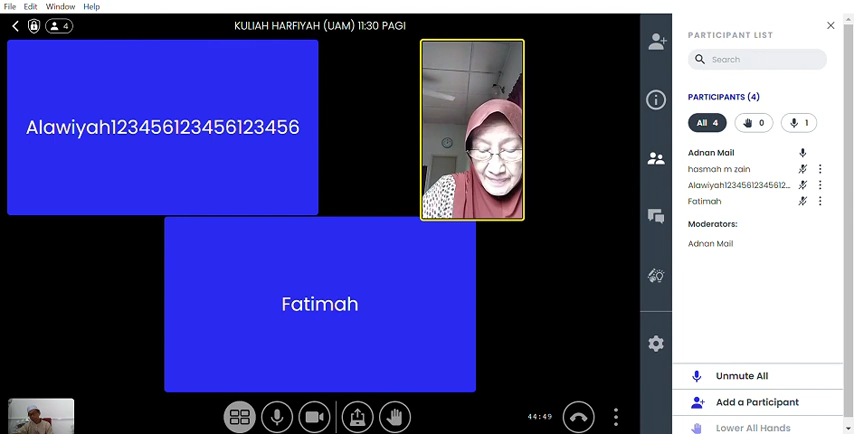 File Edit Window Help
4
KULIAH HARFIYAH (UAM) 11:30 PAGI
Alawiyah123456123456123456
Fatimah
44:49
PARTICIPANT LIST
Search
PARTICIPANTS (4)
All 4 0 1
Adnan Mail
hasmah m zain
Alawiyah12345612345612...
Fatimah
Moderators:
Adnan Mail
Unmute All
Add a Participant
Lower All Hands